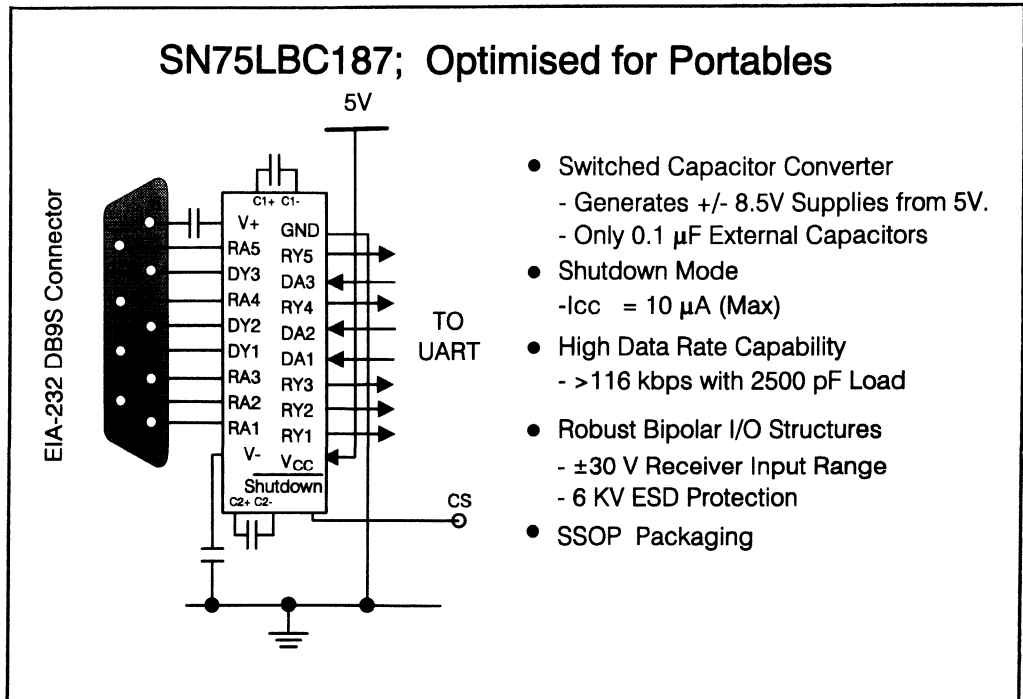 SN75LBC187; Optimised for Portables
5V
EIA-232 DB9S Connector
C1+ C1-
V+
RA5
DY3
RA4
DY2
DY1
RA3
RA2
RA1
V-
GND
RY5
DA3
RY4
DA2
DA1
RY3
RY2
RY1
VCC
Shutdown
C2+ C2-
TO
UART
CS
● Switched Capacitor Converter
- Generates +/- 8.5V Supplies from 5V.
- Only 0.1 µF External Capacitors
● Shutdown Mode
-Icc = 10 µA (Max)
● High Data Rate Capability
- >116 kbps with 2500 pF Load
● Robust Bipolar I/O Structures
- ±30 V Receiver Input Range
- 6 KV ESD Protection
● SSOP Packaging